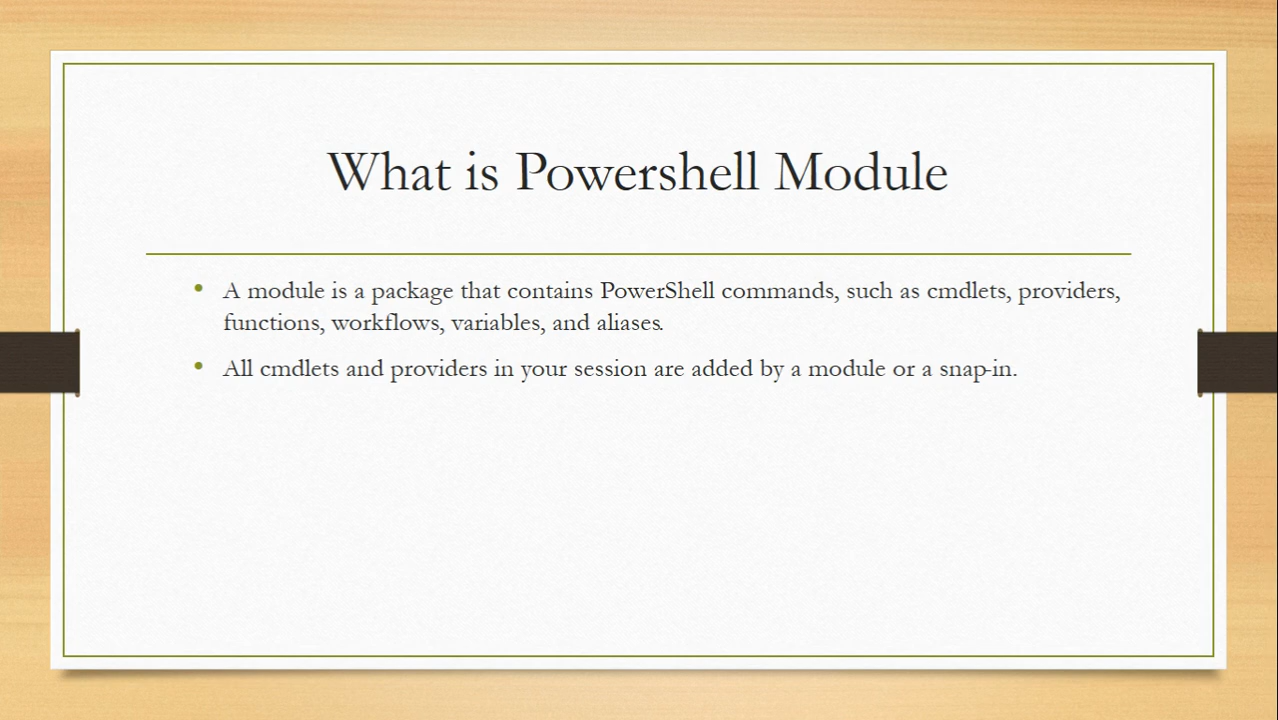 What is Powershell Module
• A module is a package that contains PowerShell commands, such as cmdlets, providers,
functions, workflows, variables, and aliases.
• All cmdlets and providers in your session are added by a module or a snap-in.